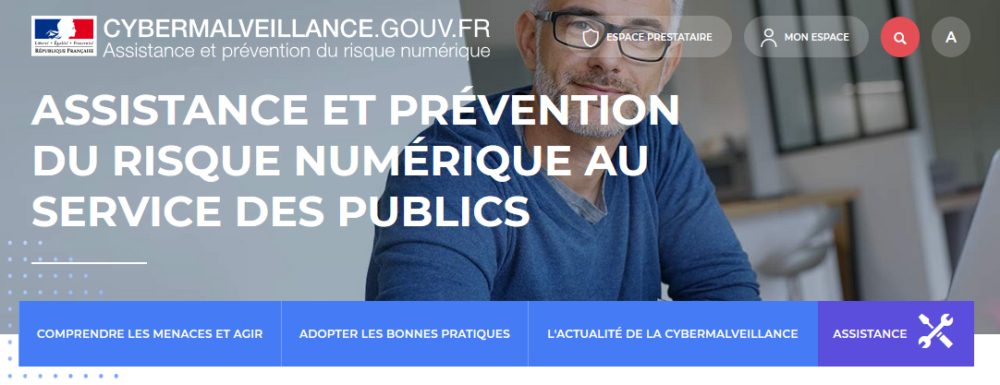 CYBERMALVEILLANCE.GOUV.FR
Liberté • Égalité • Fraternité
RÉPUBLIQUE FRANÇAISE
Assistance et prévention du risque numérique
ESPACE PRESTATAIRE
MON ESPACE
A
ASSISTANCE ET PRÉVENTION
DU RISQUE NUMÉRIQUE AU
SERVICE DES PUBLICS
COMPRENDRE LES MENACES ET AGIR
ADOPTER LES BONNES PRATIQUES
L'ACTUALITÉ DE LA CYBERMALVEILLANCE
ASSISTANCE